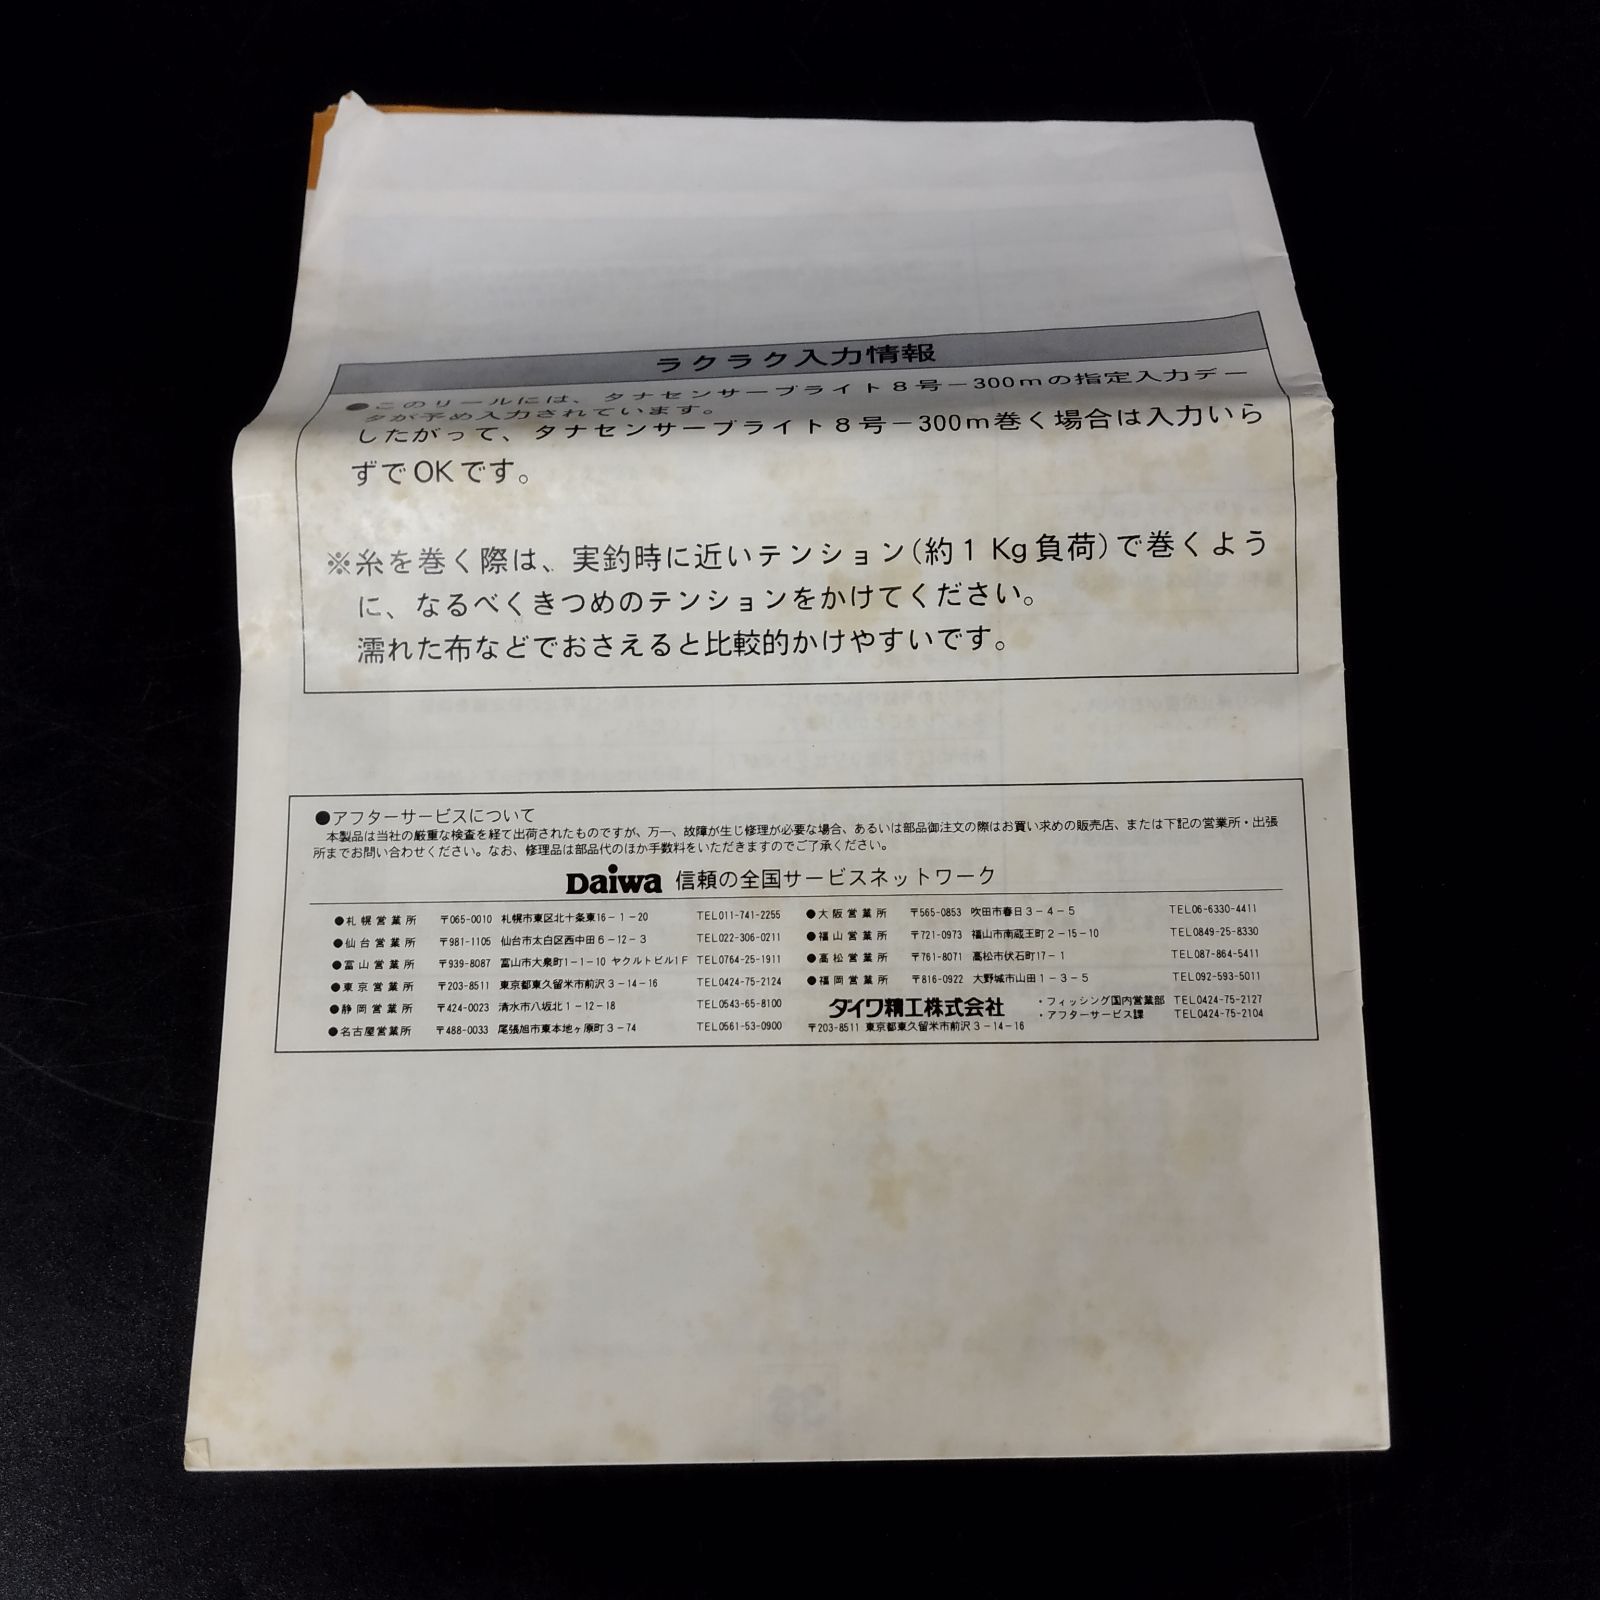 ラクラク入力情報
●このリールには、タナセンサーブライト8号－300mの指定入力デー
タが予め入力されています。
したがって、タナセンサーブライト8号－300m巻く場合は入力いら
ずでOKです。
※糸を巻く際は、実釣時に近いテンション(約1Kg負荷)で巻くよう
に、なるべくきつめのテンションをかけてください。
濡れた布などでおさえると比較的かけやすいです。
●アフターサービスについて
本製品は当社の厳重な検査を経て出荷されたものですが、万一、故障が生じ修理が必要な場合、あるいは部品御注文の際はお買い求めの販売店、または下記の営業所・出張
所までお問い合わせください。なお、修理品は部品代のほか手数料をいただきますのでご了承ください。
Daiwa 信頼の全国サービスネットワーク
●札幌営業所 〒065-0010 札幌市東区北十条東16－1－20 TEL011-741-2255
●仙台営業所 〒981-1105 仙台市太白区西中田6－12－3 TEL022-306-0211
●富山営業所 〒939-8087 富山市大泉町1－1－10 ヤクルトビル1F TEL0764-25-1911
●東京営業所 〒203-8511 東京都東久留米市前沢3－14－16 TEL0424-75-2124
●静岡営業所 〒424-0023 清水市八坂北1－12－18 TEL0543-65-8100
●名古屋営業所 〒488-0033 尾張旭市東本地ヶ原町3－74 TEL0561-53-0900
●大阪営業所 〒565-0853 吹田市春日3－4－5 TEL06-6330-4411
●福山営業所 〒721-0973 福山市南蔵王町2－15－10 TEL0849-25-8330
●高松営業所 〒761-8071 高松市伏石町17－1 TEL087-864-5411
●福岡営業所 〒816-0922 大野城市山田1－3－5 TEL092-593-5011
ダイワ精工株式会社
〒203-8511 東京都東久留米市前沢3－14－16
・フィッシング国内営業部 TEL0424-75-2127
・アフターサービス課 TEL0424-75-2104